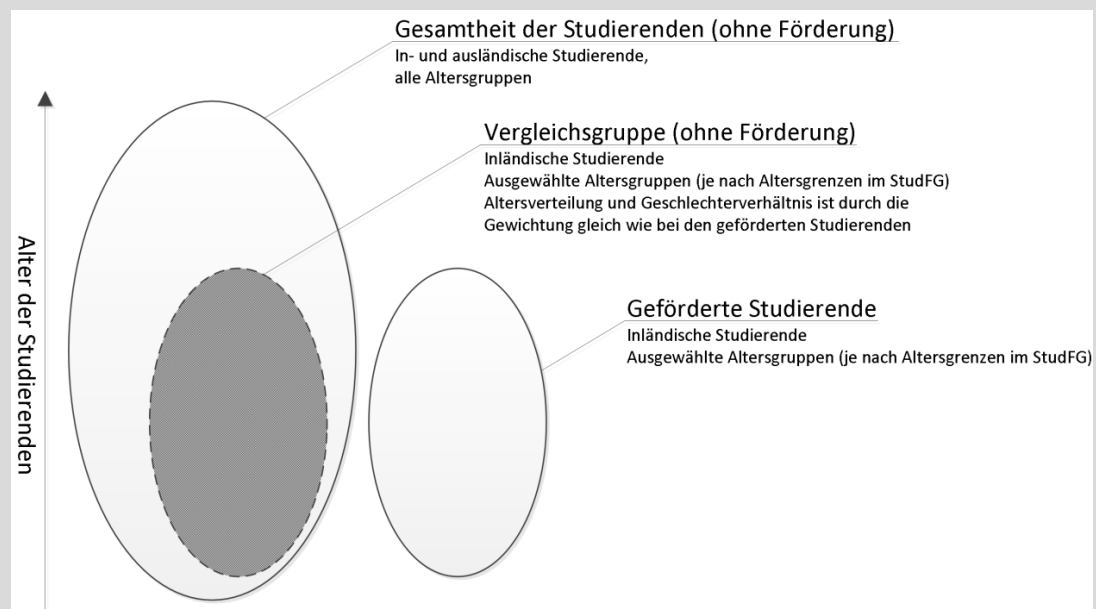 Gesamtheit der Studierenden (ohne Förderung)
In- und ausländische Studierende,
alle Altersgruppen
Vergleichsgruppe (ohne Förderung)
Inländische Studierende
Ausgewählte Altersgruppen (je nach Altersgrenzen im StudFG)
Altersverteilung und Geschlechterverhältnis ist durch die
Gewichtung gleich wie bei den geförderten Studierenden
Alter der Studierenden
Geförderte Studierende
Inländische Studierende
Ausgewählte Altersgruppen (je nach Altersgrenzen im StudFG)